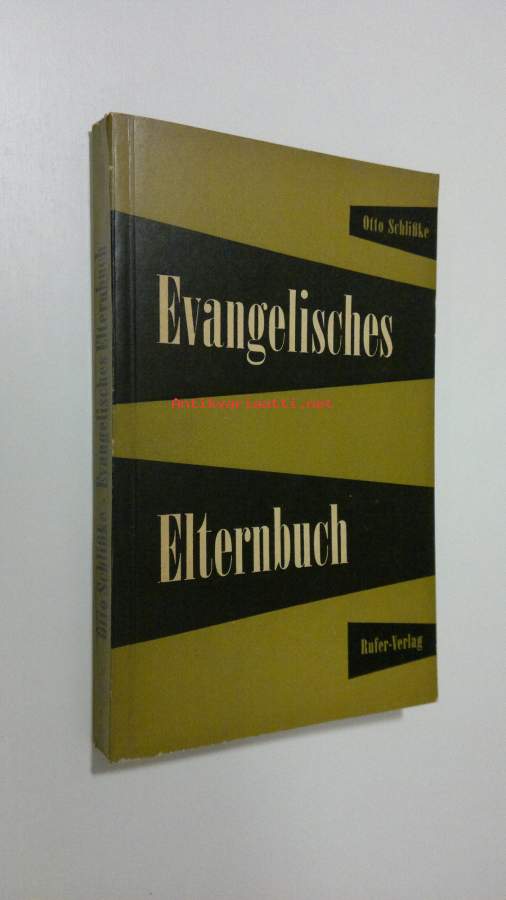 Otto Schlißke
Evangelisches
Antikvariaatti.net
Elternbuch
Rufer-Verlag
Otto Schlißke - Evangelisches Elternbuch